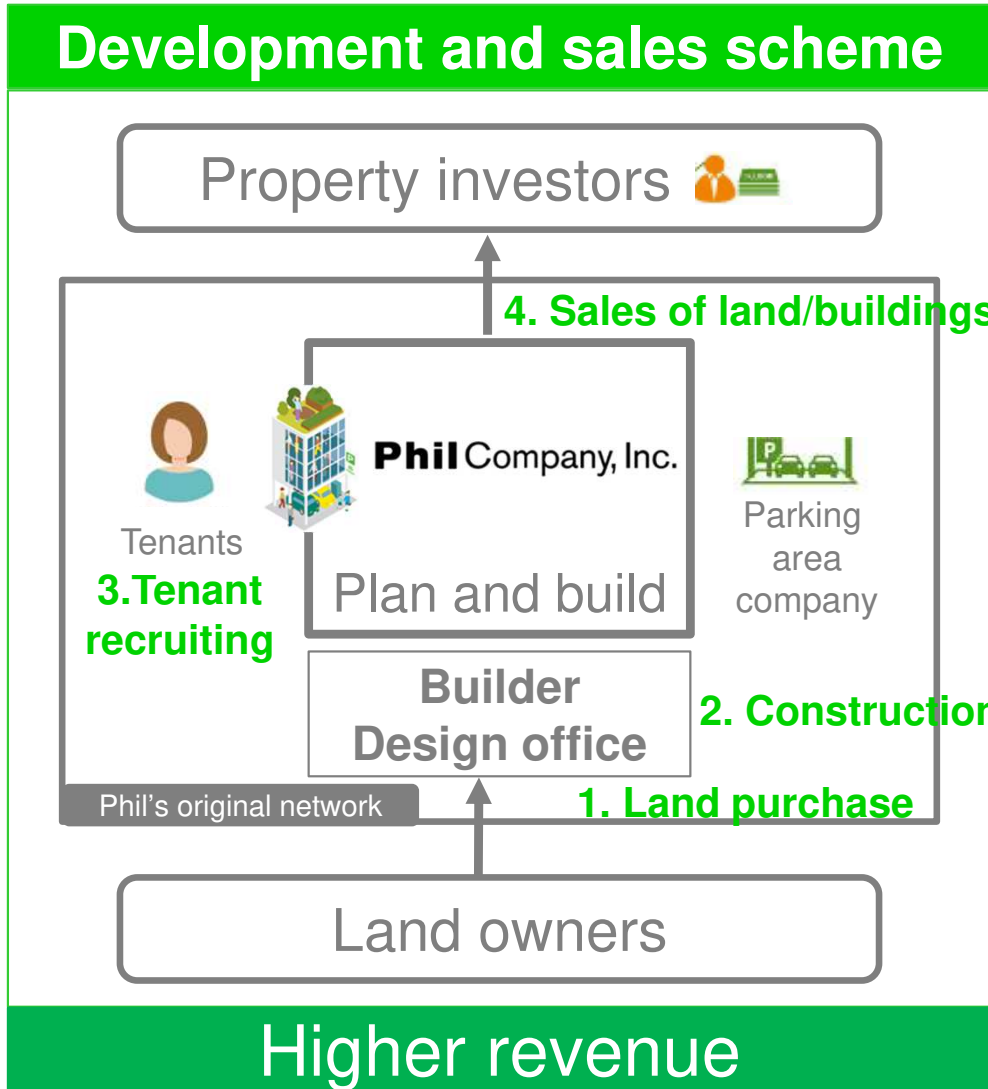 Development and sales scheme
Property investors
4. Sales of land/buildings
Phil Company, Inc.
Plan and build
Tenants
3.Tenant
recruiting
P
Parking
area
company
Builder
Design office
2. Construction
Phil's original network
1. Land purchase
Land owners
Higher revenue